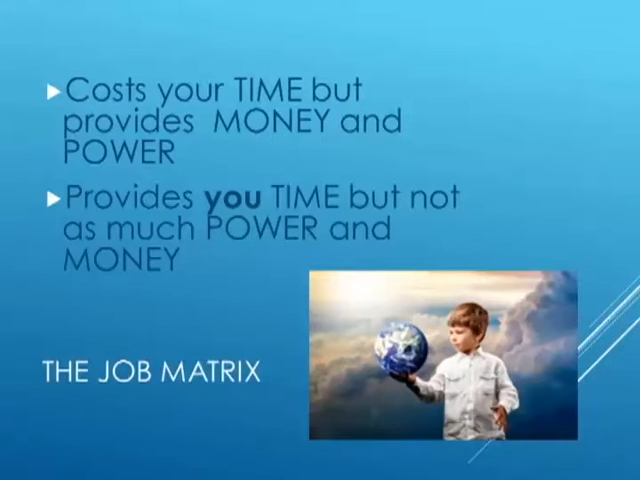 Costs your TIME but
provides MONEY and
POWER
Provides you TIME but not
as much POWER and
MONEY
THE JOB MATRIX